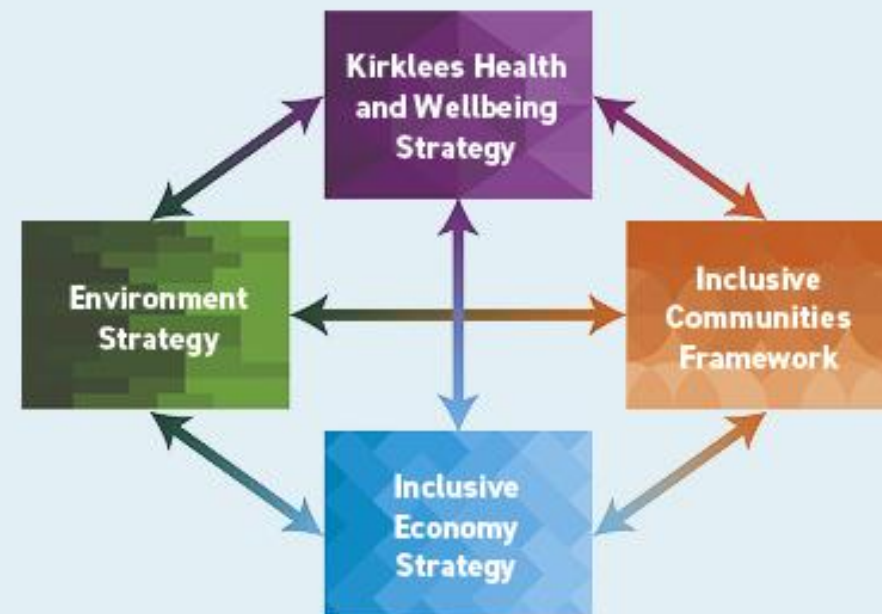 Kirklees Health
and Wellbeing
Strategy
Environment
Strategy
Inclusive
Communities
Framework
Inclusive
Economy
Strategy